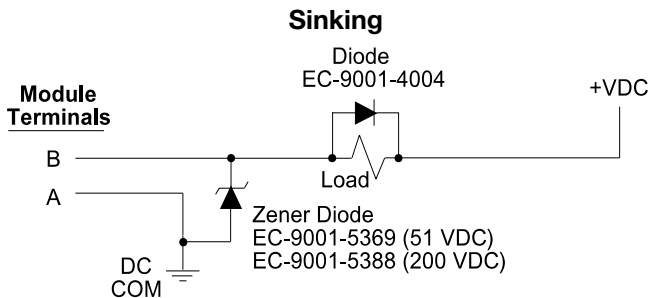 Sinking
Diode
EC-9001-4004
+VDC
Module
Terminals
B
A
Load
Zener Diode
EC-9001-5369 (51 VDC)
EC-9001-5388 (200 VDC)
DC
COM